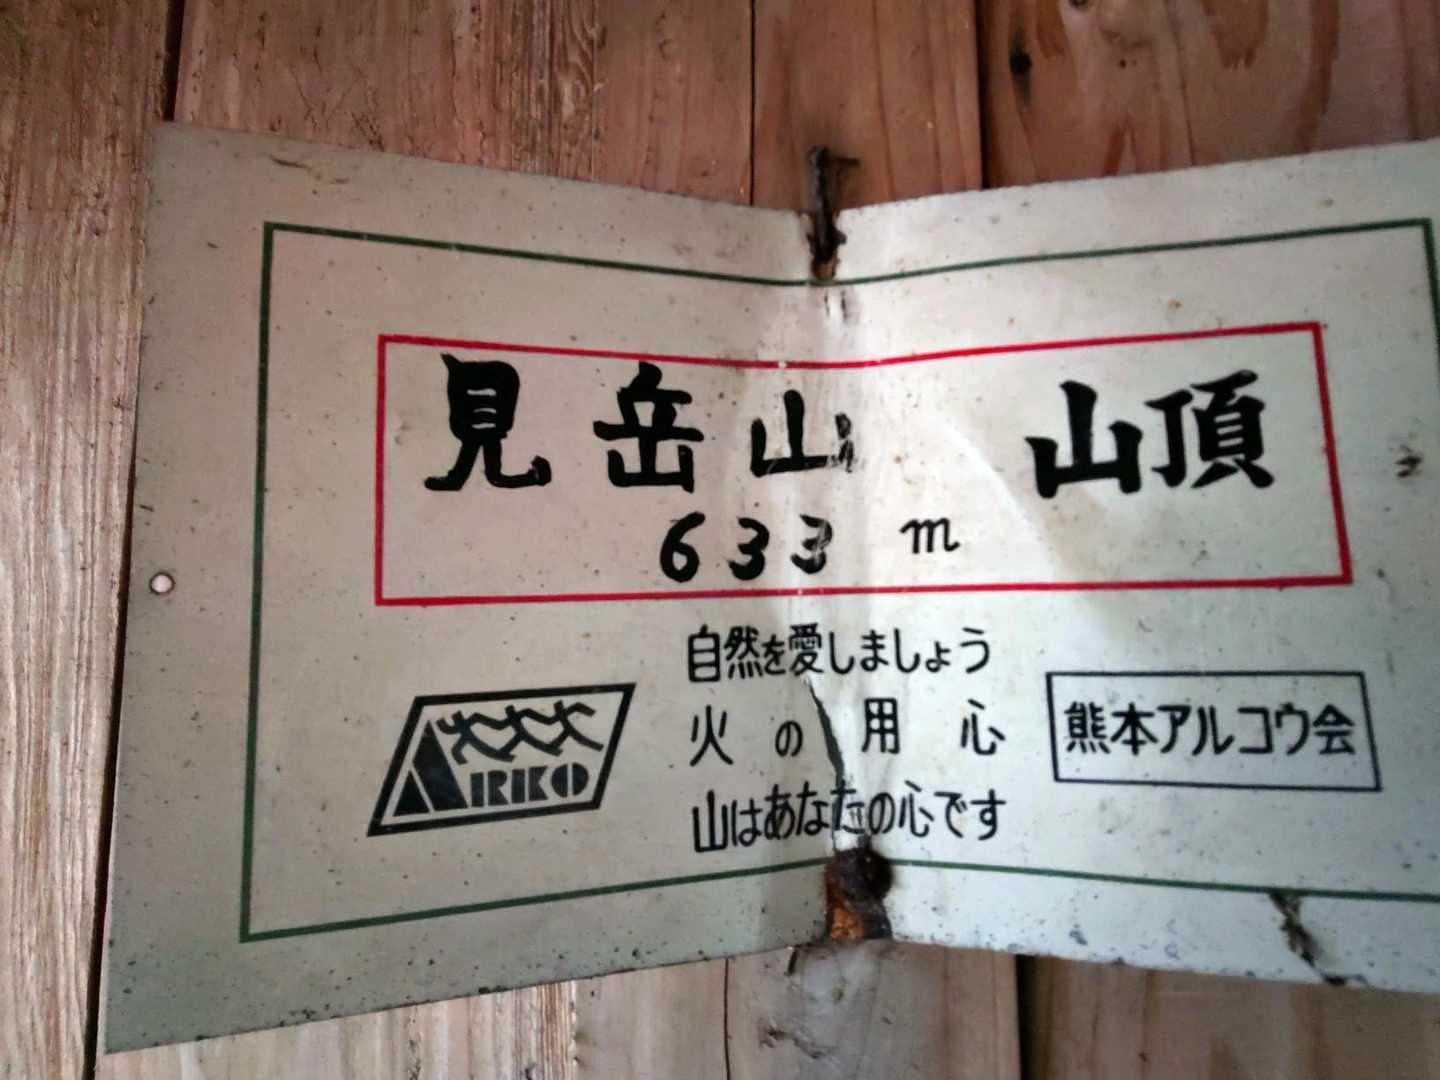 見岳山 山頂
633 m
自然を愛しましょう
火の用心
山はあなたの心です
ARKO
熊本アルコウ会